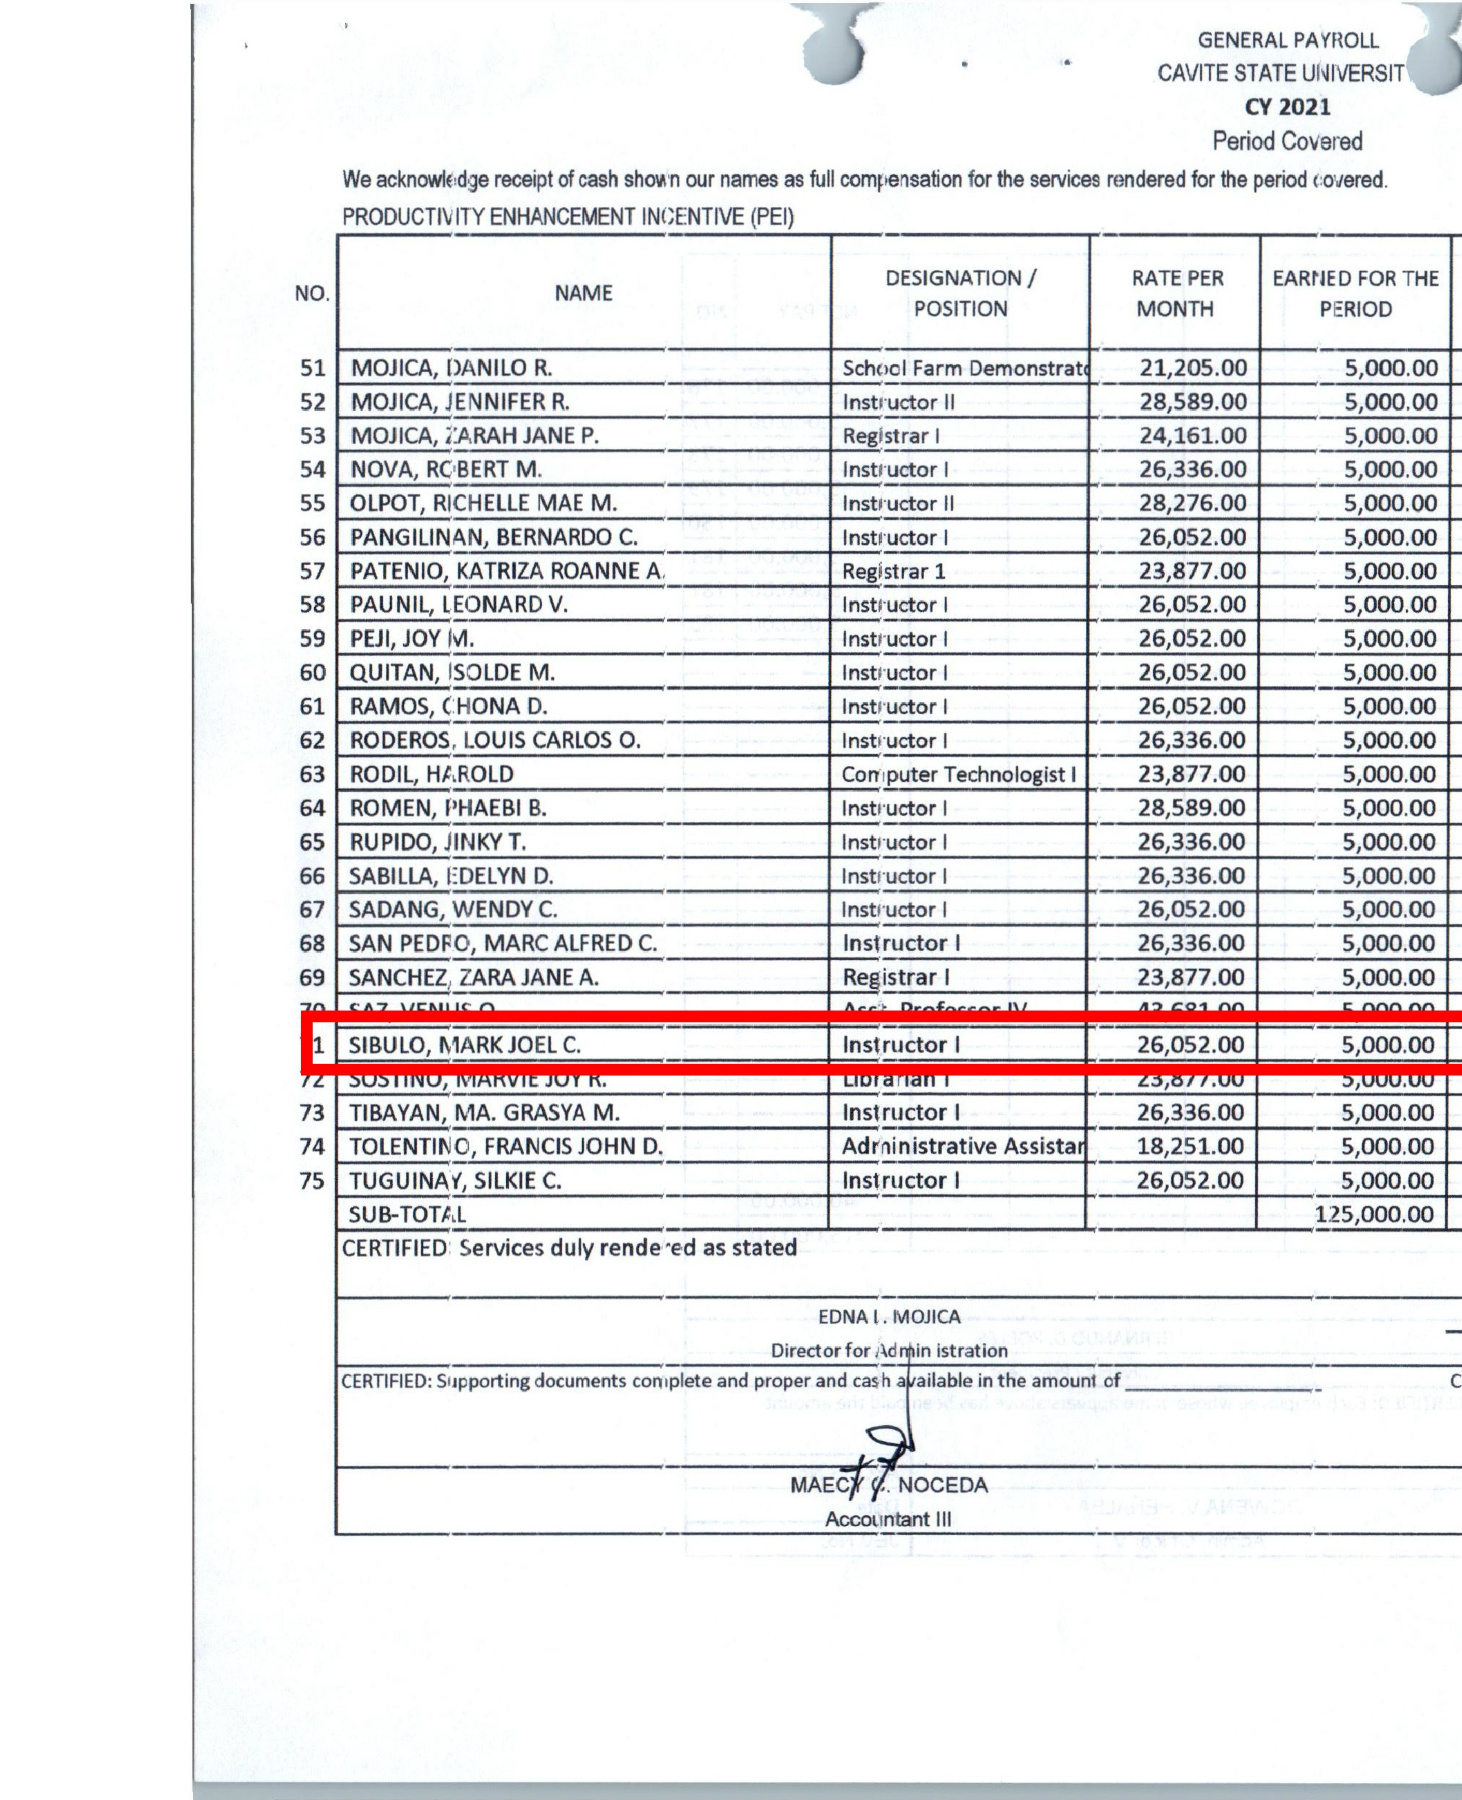 GENERAL PAYROLL
CAVITE STATE UNIVERSIT
CY 2021
Period Covered
We acknowledge receipt of cash shown our names as full compensation for the services rendered for the period covered.
PRODUCTIVITY ENHANCEMENT INCENTIVE (PEI)
NO. NAME DESIGNATION / POSITION RATE PER MONTH EARNED FOR THE PERIOD
51 MOJICA, DANILO R. School Farm Demonstrato 21,205.00 5,000.00
52 MOJICA, JENNIFER R. Instructor II 28,589.00 5,000.00
53 MOJICA, ZARAH JANE P. Registrar I 24,161.00 5,000.00
54 NOVA, ROBERT M. Instructor I 26,336.00 5,000.00
55 OLPOT, RICHELLE MAE M. Instructor II 28,276.00 5,000.00
56 PANGILINAN, BERNARDO C. Instructor I 26,052.00 5,000.00
57 PATENIO, KATRIZA ROANNE A. Registrar 1 23,877.00 5,000.00
58 PAUNIL, LEONARD V. Instructor I 26,052.00 5,000.00
59 PEJI, JOY M. Instructor I 26,052.00 5,000.00
60 QUITAN, ISOLDE M. Instructor I 26,052.00 5,000.00
61 RAMOS, CHONA D. Instructor I 26,052.00 5,000.00
62 RODEROS, LOUIS CARLOS O. Instructor I 26,336.00 5,000.00
63 RODIL, HAROLD Computer Technologist I 23,877.00 5,000.00
64 ROMEN, PHAEBI B. Instructor I 28,589.00 5,000.00
65 RUPIDO, JINKY T. Instructor I 26,336.00 5,000.00
66 SABILLA, EDELYN D. Instructor I 26,336.00 5,000.00
67 SADANG, WENDY C. Instructor I 26,052.00 5,000.00
68 SAN PEDRO, MARC ALFRED C. Instructor I 26,336.00 5,000.00
69 SANCHEZ, ZARA JANE A. Registrar I 23,877.00 5,000.00
70 SAZ, VENUS O. Asst. Professor IV 43,681.00 5,000.00
1 SIBULO, MARK JOEL C. Instructor I 26,052.00 5,000.00
72 SOSTINO, MARVIE JOY R. Librarian I 23,877.00 5,000.00
73 TIBAYAN, MA. GRASYA M. Instructor I 26,336.00 5,000.00
74 TOLENTINO, FRANCIS JOHN D. Administrative Assistar 18,251.00 5,000.00
75 TUGUINAY, SILKIE C. Instructor I 26,052.00 5,000.00
SUB-TOTAL 125,000.00
CERTIFIED: Services duly rendered as stated
EDNA L. MOJICA
Director for Admin istration
CERTIFIED: Supporting documents complete and proper and cash available in the amount of C
MAECY C. NOCEDA
Accountant III